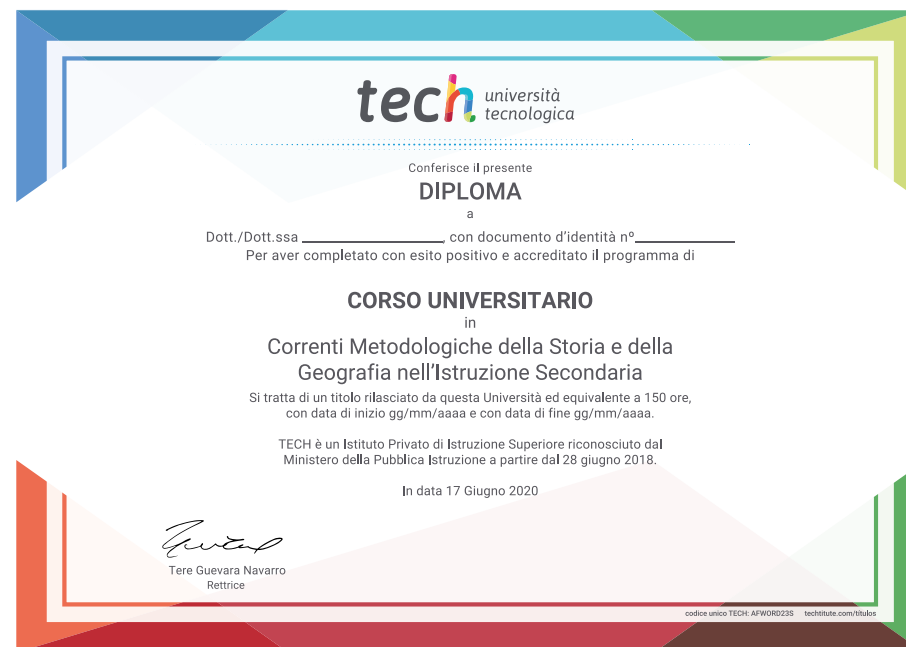 tech università
tecnologica
Conferisce il presente
DIPLOMA
a
Dott./Dott.ssa ____________________, con documento d'identità nº______________
Per aver completato con esito positivo e accreditato il programma di
CORSO UNIVERSITARIO
in
Correnti Metodologiche della Storia e della
Geografia nell'Istruzione Secondaria
Si tratta di un titolo rilasciato da questa Università ed equivalente a 150 ore,
con data di inizio gg/mm/aaaa e con data di fine gg/mm/aaaa.
TECH è un Istituto Privato di Istruzione Superiore riconosciuto dal
Ministero della Pubblica Istruzione a partire dal 28 giugno 2018.
In data 17 Giugno 2020
Tere Guevara Navarro
Rettrice
codice unico TECH: AFWORD23S techtitute.com/titulos